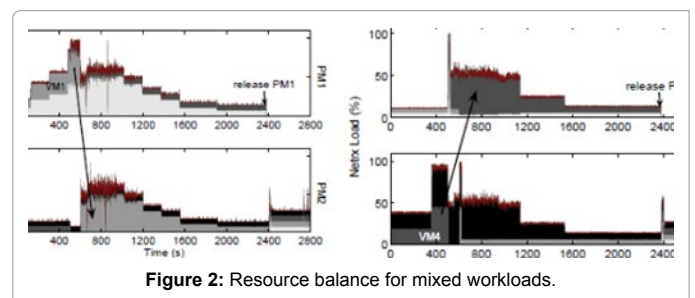 VM1
PM1
release PM1
400 800 1200 1600 2000 2400 2800
PM2
400 800 1200 1600 2000 2400 2800
Time (s)
Netrx Load (%)
100
50
0
release P
0 400 800 1200 1600 2000 240
100
50
0
VM4
0 400 800 1200 1600 2000 240
Figure 2: Resource balance for mixed workloads.